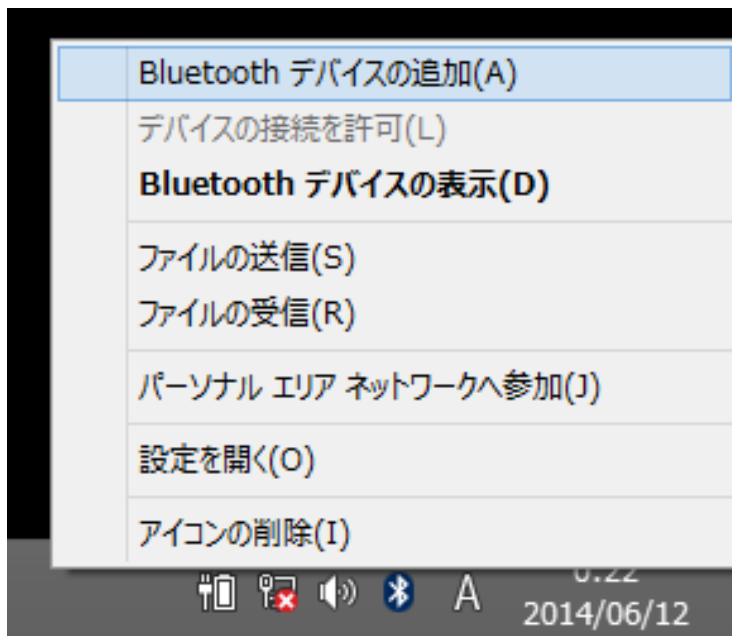 Bluetooth デバイスの追加(A)
デバイスの接続を許可(L)
Bluetooth デバイスの表示(D)
ファイルの送信(S)
ファイルの受信(R)
パーソナル エリア ネットワークへ参加(J)
設定を開く(O)
アイコンの削除(I)
A
2014/06/12